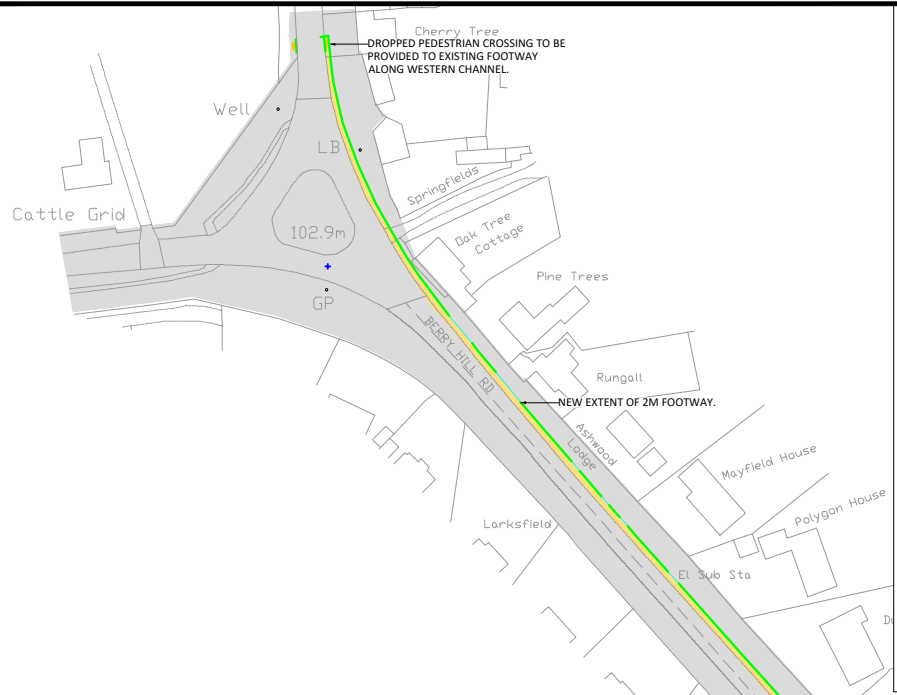 Cherry Tree
DROPPED PEDESTRIAN CROSSING TO BE
PROVIDED TO EXISTING FOOTWAY
ALONG WESTERN CHANNEL.
Well
LB
Springfields
Cattle Grid
102.9m
Oak Tree
Cottage
GP
Pine Trees
BERRY HILL RD
Rungall
NEW EXTENT OF 2M FOOTWAY.
Ashwood
Lodge
Mayfield House
Polygon House
Larksfield
El Sub Sta